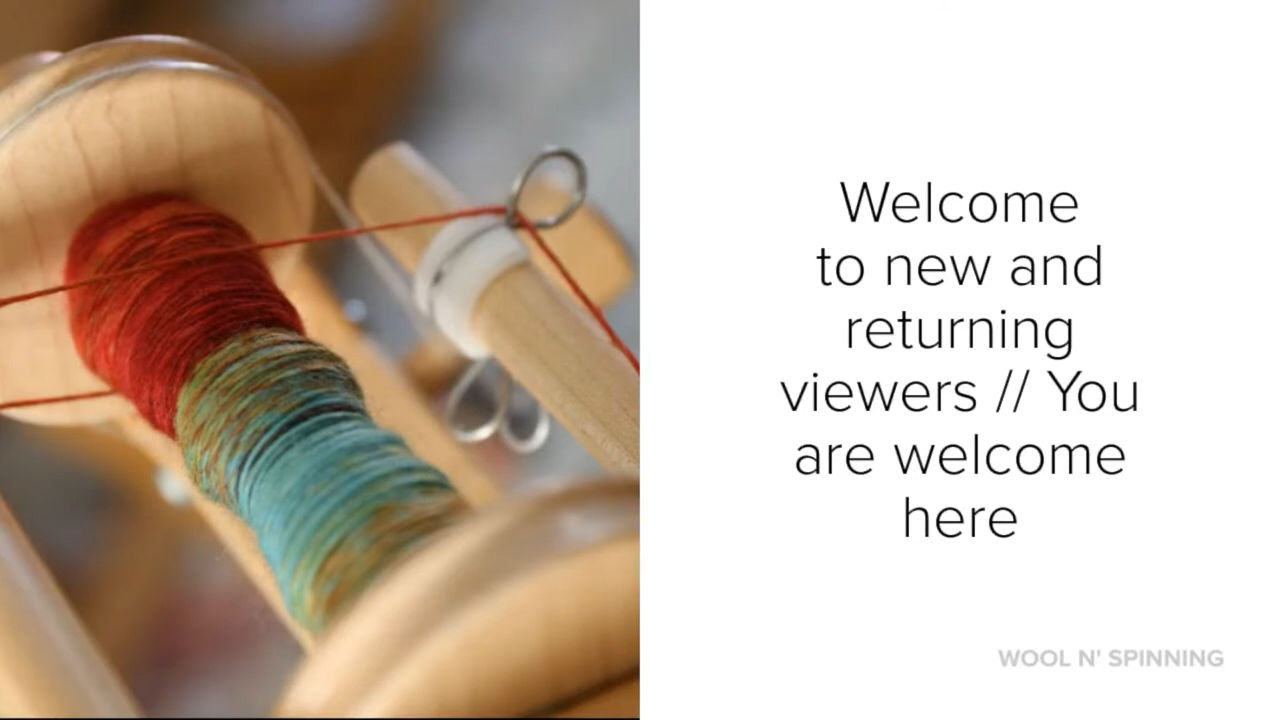 Welcome
to new and
returning
viewers // You
are welcome
here
WOOL N' SPINNING